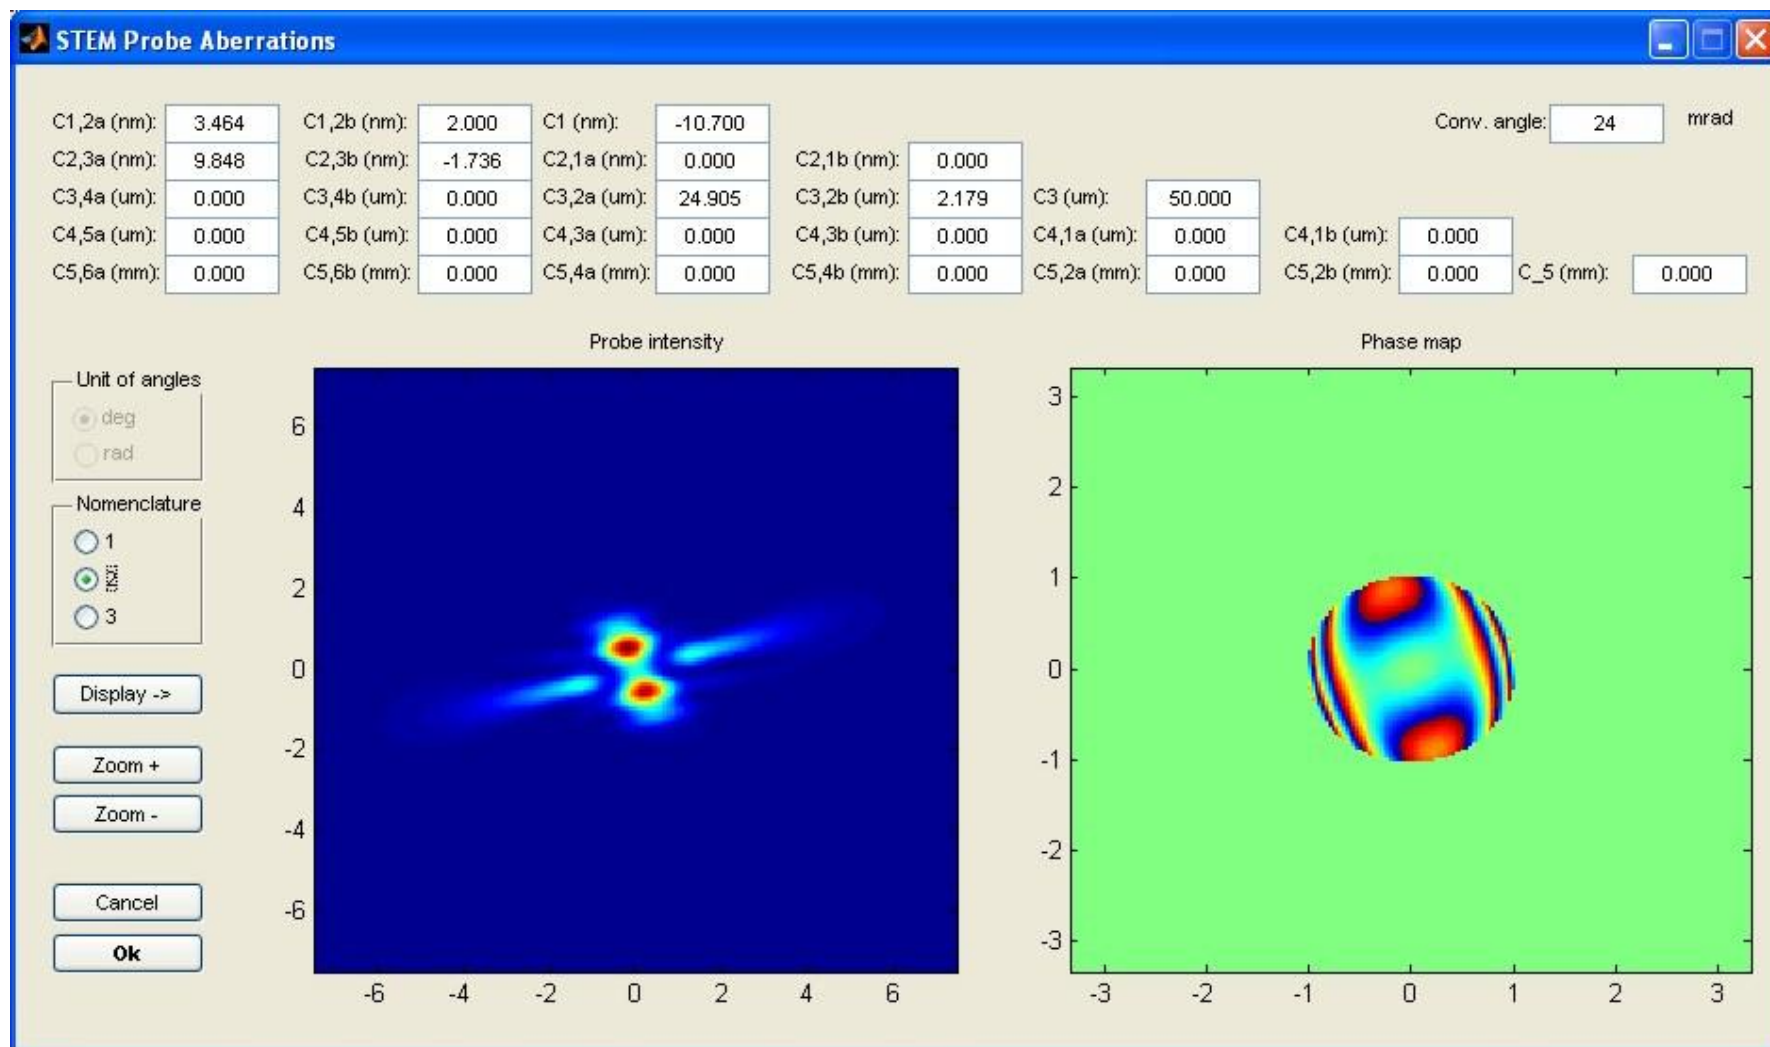 STEM Probe Aberrations
C1,2a (nm): 3.464 C1,2b (nm): 2.000 C1 (nm): -10.700 Conv. angle: 24 mrad
C2,3a (nm): 9.848 C2,3b (nm): -1.736 C2,1a (nm): 0.000 C2,1b (nm): 0.000
C3,4a (um): 0.000 C3,4b (um): 0.000 C3,2a (um): 24.905 C3,2b (um): 2.179 C3 (um): 50.000
C4,5a (um): 0.000 C4,5b (um): 0.000 C4,3a (um): 0.000 C4,3b (um): 0.000 C4,1a (um): 0.000 C4,1b (um): 0.000
C5,6a (mm): 0.000 C5,6b (mm): 0.000 C5,4a (mm): 0.000 C5,4b (mm): 0.000 C5,2a (mm): 0.000 C5,2b (mm): 0.000 C_5 (mm): 0.000
Unit of angles
deg
rad
Nomenclature
1
3
Display ->
Zoom +
Zoom -
Cancel
Ok
Probe intensity
6
4
2
0
-2
-4
-6
-6 -4 -2 0 2 4 6
Phase map
3
2
1
0
-1
-2
-3
-3 -2 -1 0 1 2 3